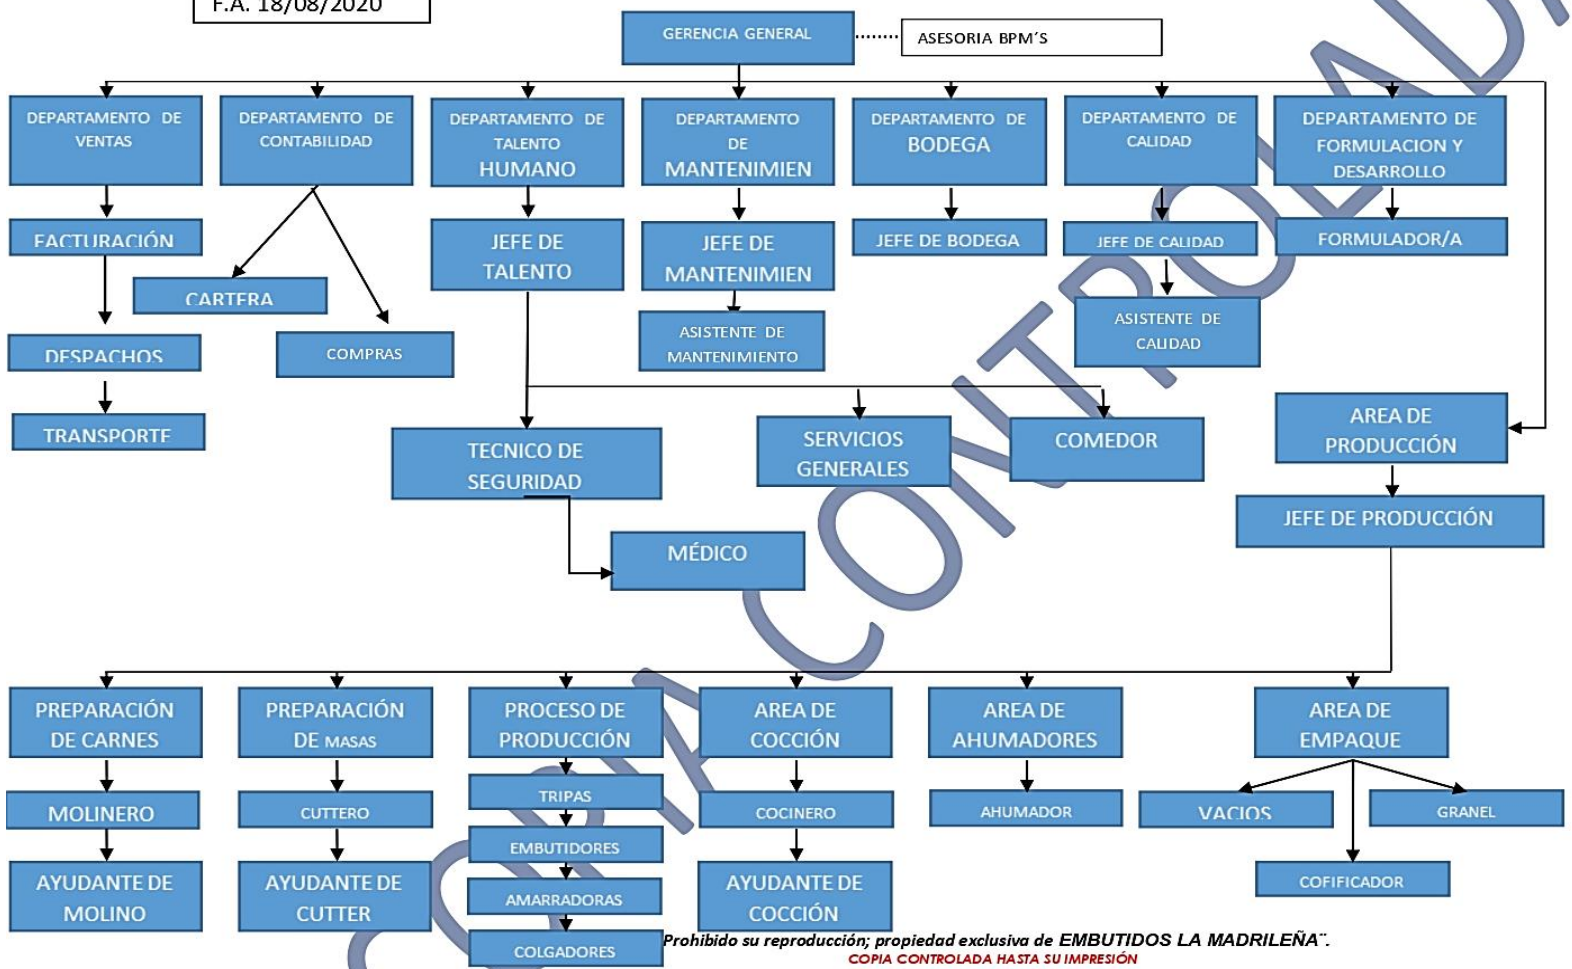 F.A. 18/08/2020
GERENCIA GENERAL
ASESORIA BPM´S
DEPARTAMENTO DE
VENTAS
DEPARTAMENTO DE
CONTABILIDAD
DEPARTAMENTO DE
TALENTO
HUMANO
DEPARTAMENTO
DE
MANTENIMIEN
DEPARTAMENTO DE
BODEGA
DEPARTAMENTO DE
CALIDAD
DEPARTAMENTO DE
FORMULACION Y
DESARROLLO
FACTURACIÓN
JEFE DE
TALENTO
JEFE DE
MANTENIMIEN
JEFE DE BODEGA
JEFE DE CALIDAD
FORMULADOR/A
CARTERA
COMPRAS
ASISTENTE DE
MANTENIMIENTO
ASISTENTE DE
CALIDAD
DESPACHOS
TRANSPORTE
TECNICO DE
SEGURIDAD
SERVICIOS
GENERALES
COMEDOR
AREA DE
PRODUCCIÓN
JEFE DE PRODUCCIÓN
MÉDICO
PREPARACIÓN
DE CARNES
PREPARACIÓN
DE MASAS
PROCESO DE
PRODUCCIÓN
AREA DE
COCCIÓN
AREA DE
AHUMADORES
AREA DE
EMPAQUE
MOLINERO
CUTTERO
TRIPAS
COCINERO
AHUMADOR
VACIOS
GRANEL
EMBUTIDORES
AYUDANTE DE
MOLINO
AYUDANTE DE
CUTTER
AMARRADORAS
AYUDANTE DE
COCCIÓN
COFIFICADOR
COLGADORES
Prohibido su reproducción; propiedad exclusiva de EMBUTIDOS LA MADRILEÑA¨.
COPIA CONTROLADA HASTA SU IMPRESIÓN
COPIA CONTROLADA